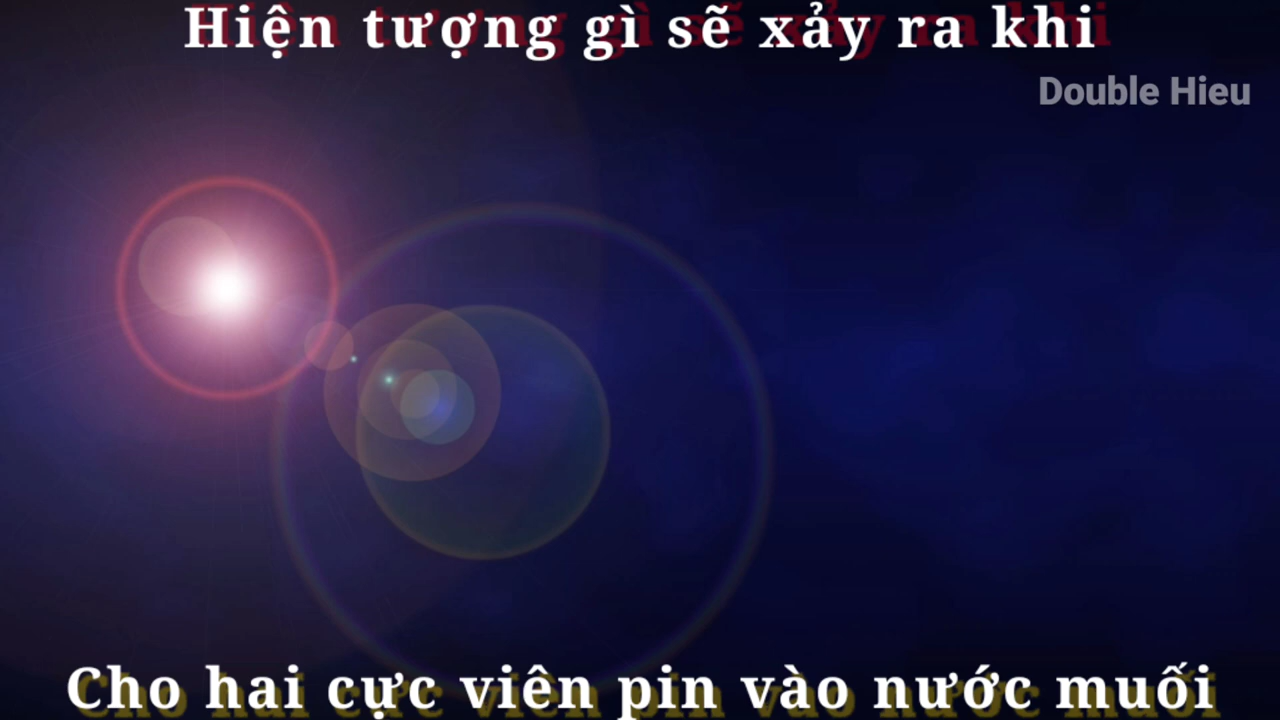 Hiện tượng gì sẽ xảy ra khi
Double Hieu
Cho hai cực viên pin vào nước muối